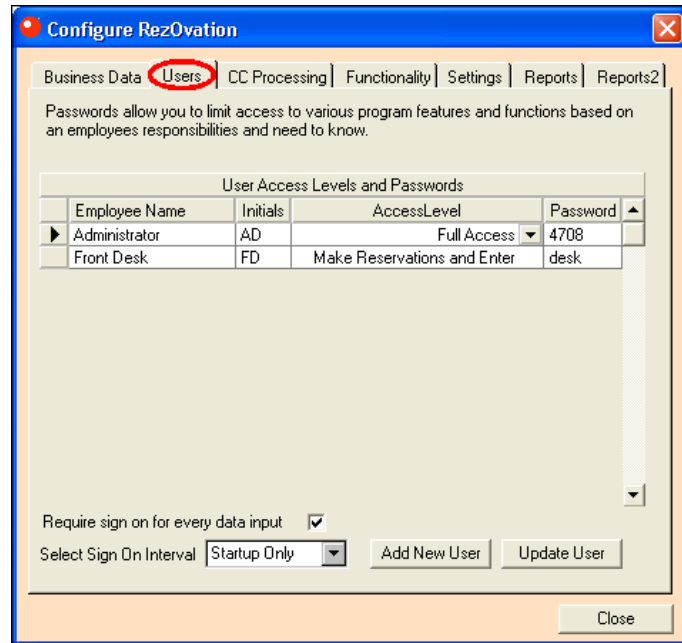 Configure RezOvation
Business Data Users CC Processing Functionality Settings Reports Reports2
Passwords allow you to limit access to various program features and functions based on
an employees responsibilities and need to know.
User Access Levels and Passwords
Employee Name Initials AccessLevel Password
Administrator AD Full Access 4708
Front Desk FD Make Reservations and Enter desk
Require sign on for every data input
Select Sign On Interval Startup Only Add New User Update User
Close